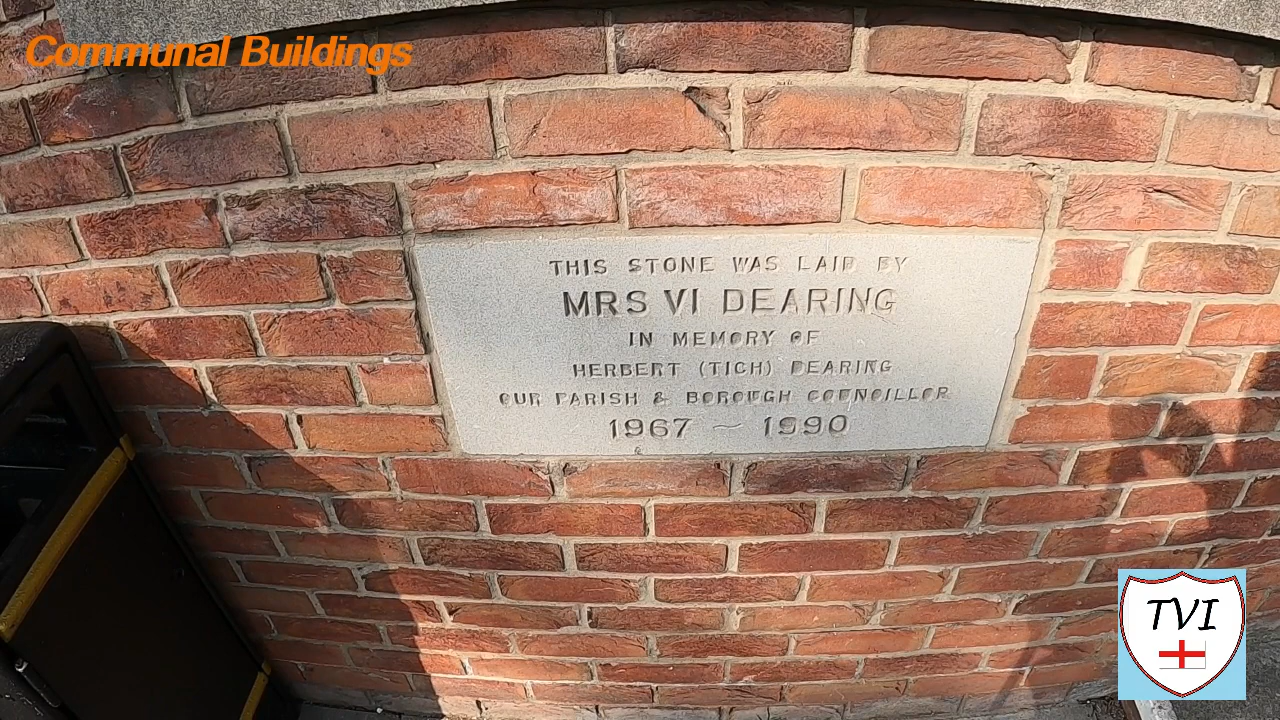 Communal Buildings
THIS STONE WAS LAID BY
MRS VI DEARING
IN MEMORY OF
HERBERT (TICH) DEARING
OUR PARISH & BOROUGH COUNCILLOR
1967 ~ 1990
TVI